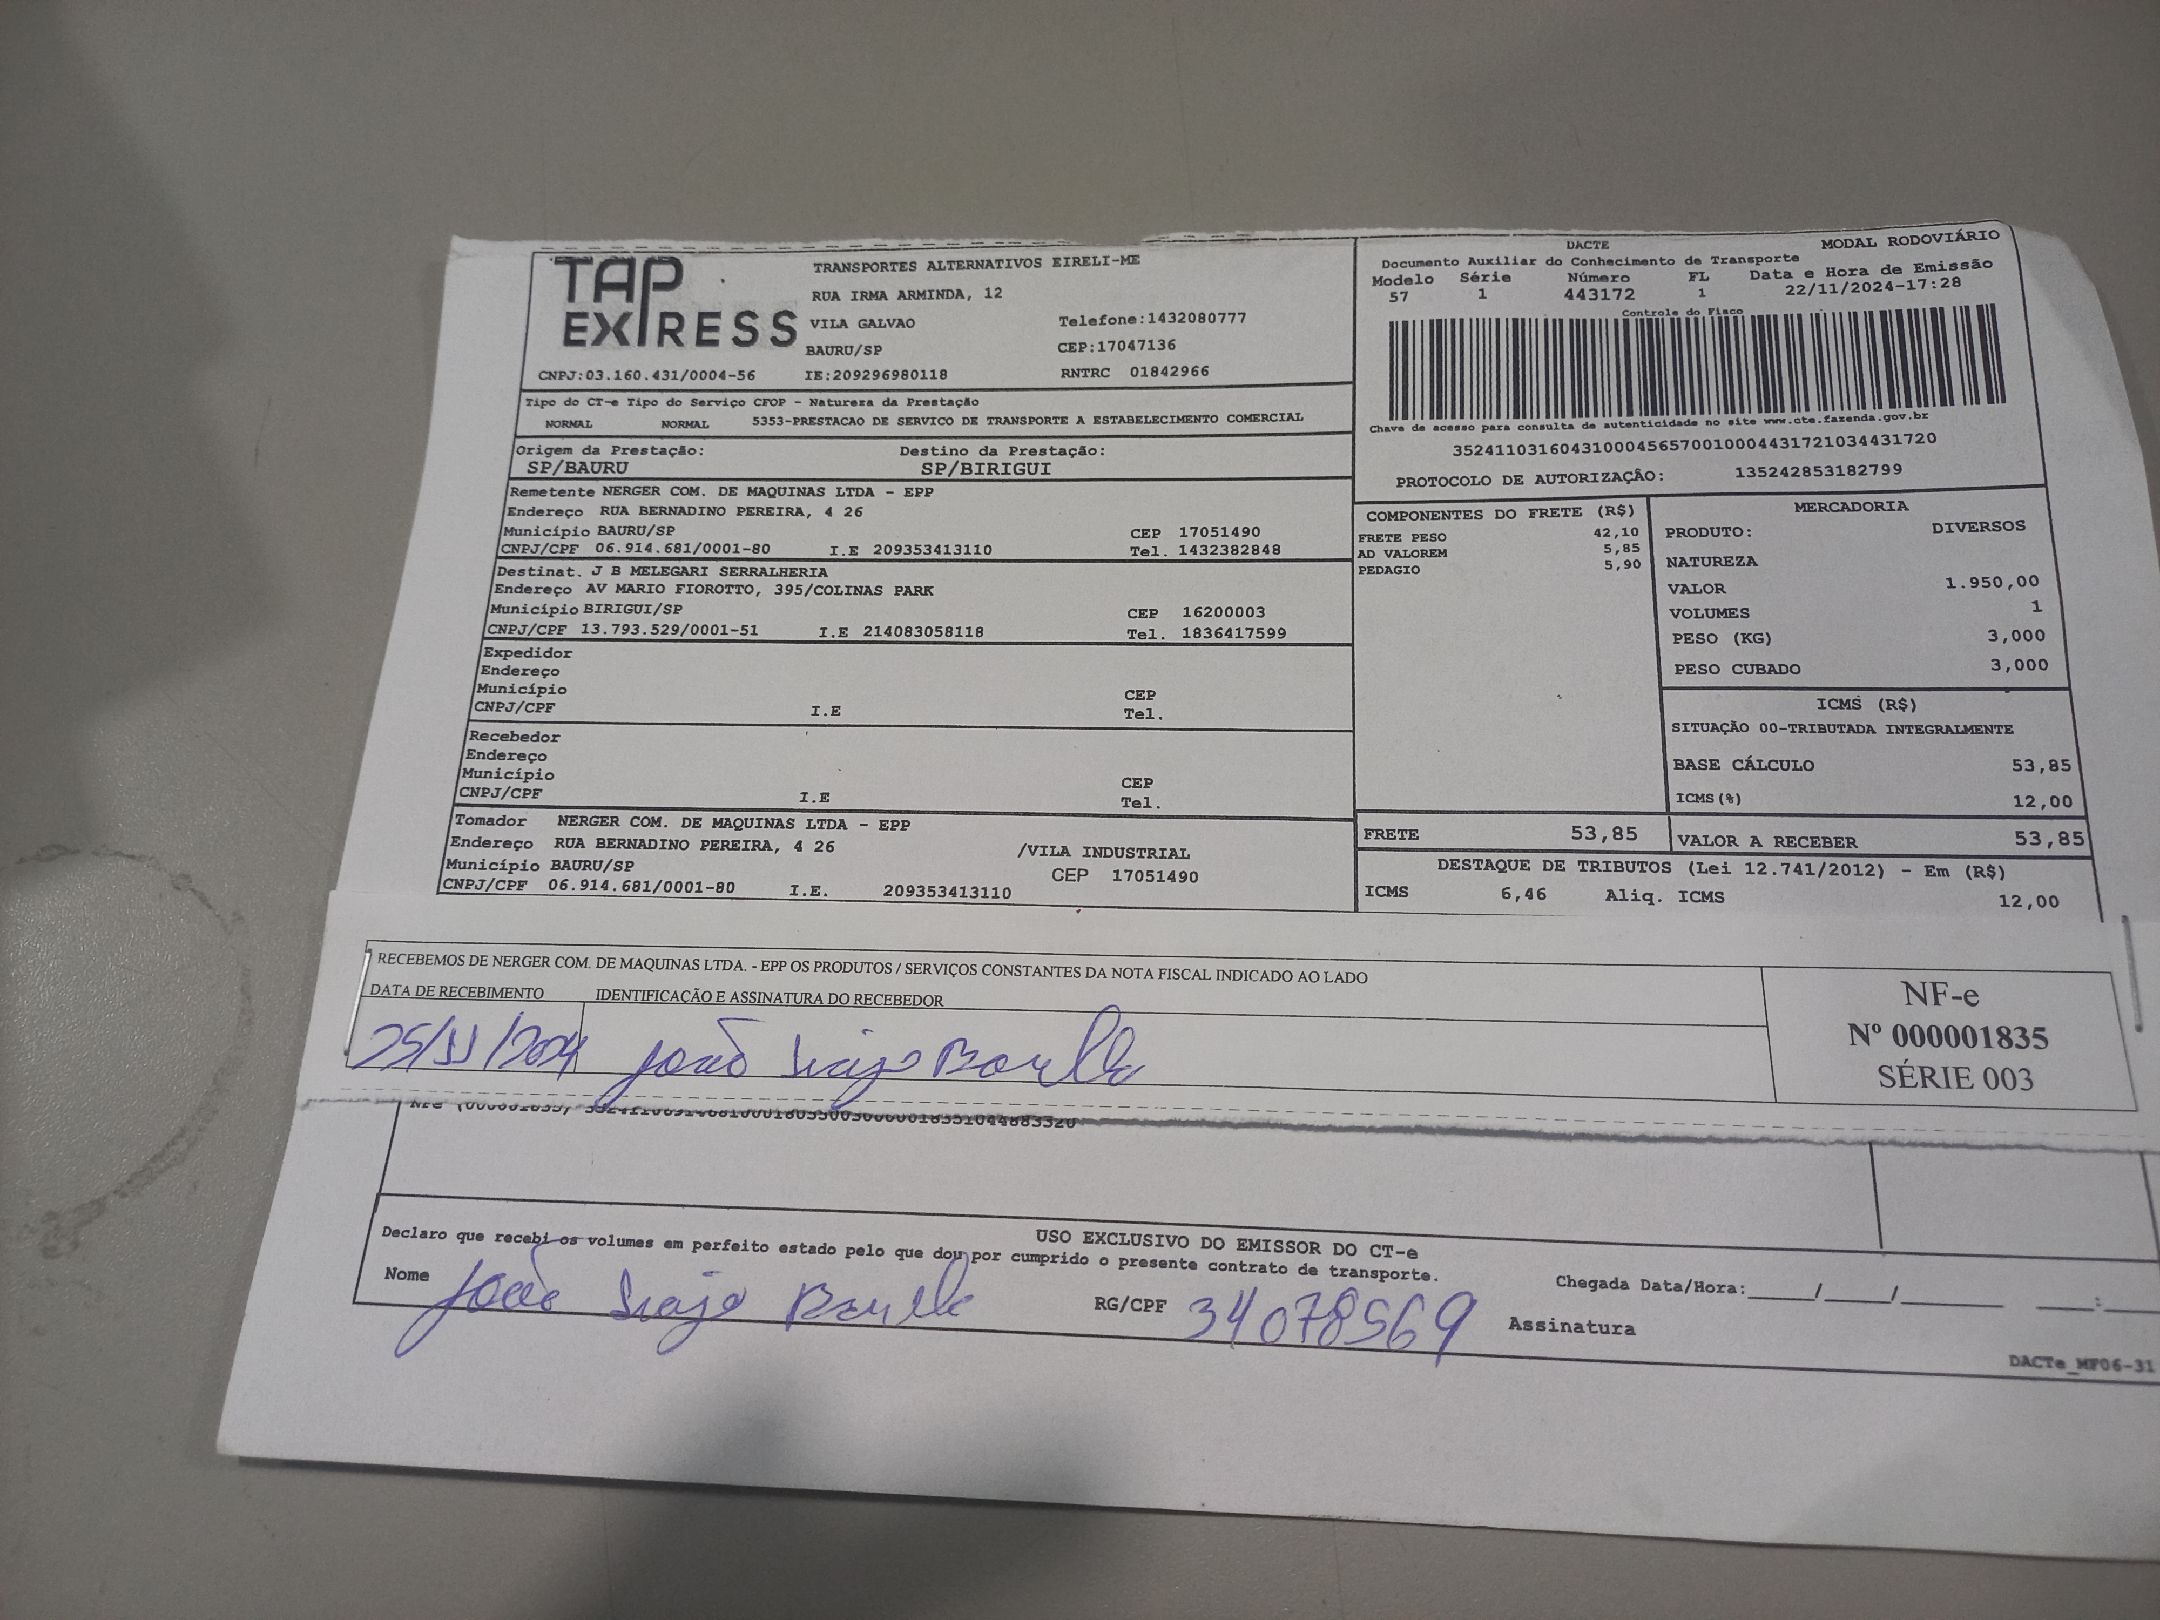 TAP EXPRESS
TRANSPORTES ALTERNATIVOS EIRELI-ME
RUA IRMA ARMINDA, 12
VILA GALVAO Telefone:1432080777
BAURU/SP CEP:17047136
CNPJ:03.160.431/0004-56 IE:209296980118 RNTRC 01842966
Tipo do CT-e Tipo do Serviço CFOP - Natureza da Prestação
NORMAL NORMAL 5353-PRESTACAO DE SERVICO DE TRANSPORTE A ESTABELECIMENTO COMERCIAL
Origem da Prestação: Destino da Prestação:
SP/BAURU SP/BIRIGUI
Remetente NERGER COM. DE MAQUINAS LTDA - EPP
Endereço RUA BERNADINO PEREIRA, 4 26
Município BAURU/SP CEP 17051490
CNPJ/CPF 06.914.681/0001-80 I.E 209353413110 Tel. 1432382848
Destinat. J B MELEGARI SERRALHERIA
Endereço AV MARIO FIOROTTO, 395/COLINAS PARK
Município BIRIGUI/SP CEP 16200003
CNPJ/CPF 13.793.529/0001-51 I.E 214083058118 Tel. 1836417599
Expedidor
Endereço
Município CEP
CNPJ/CPF I.E Tel.
Recebedor
Endereço
Município CEP
CNPJ/CPF I.E Tel.
Tomador NERGER COM. DE MAQUINAS LTDA - EPP
Endereço RUA BERNADINO PEREIRA, 4 26 /VILA INDUSTRIAL
Município BAURU/SP CEP 17051490
CNPJ/CPF 06.914.681/0001-80 I.E. 209353413110
DACTE MODAL RODOVIÁRIO
Documento Auxiliar do Conhecimento de Transporte
Modelo Série Número FL Data e Hora de Emissão
57 1 443172 1 22/11/2024-17:28
Controle do Fisco
Chave de acesso para consulta de autenticidade no site www.cte.fazenda.gov.br
35241103160431000456570010004431721034431720
PROTOCOLO DE AUTORIZAÇÃO: 135242853182799
COMPONENTES DO FRETE (R$)
FRETE PESO 42,10
AD VALOREM 5,85
PEDAGIO 5,90
MERCADORIA
PRODUTO: DIVERSOS
NATUREZA
VALOR 1.950,00
VOLUMES 1
PESO (KG) 3,000
PESO CUBADO 3,000
ICMS (R$)
SITUAÇÃO 00-TRIBUTADA INTEGRALMENTE
BASE CÁLCULO 53,85
ICMS(%) 12,00
FRETE 53,85 VALOR A RECEBER 53,85
DESTAQUE DE TRIBUTOS (Lei 12.741/2012) - Em (R$)
ICMS 6,46 Aliq. ICMS 12,00
RECEBEMOS DE NERGER COM. DE MAQUINAS LTDA. - EPP OS PRODUTOS / SERVIÇOS CONSTANTES DA NOTA FISCAL INDICADO AO LADO
DATA DE RECEBIMENTO IDENTIFICAÇÃO E ASSINATURA DO RECEBEDOR
25/11/2024 João
NF-e
Nº 000001835
SÉRIE 003
USO EXCLUSIVO DO EMISSOR DO CT-e
Declaro que recebi os volumes em perfeito estado pelo que dou por cumprido o presente contrato de transporte.
Nome João RG/CPF 34078569
Chegada Data/Hora:_____/_____/_______ ____:____
Assinatura
DACTe_MF06-31